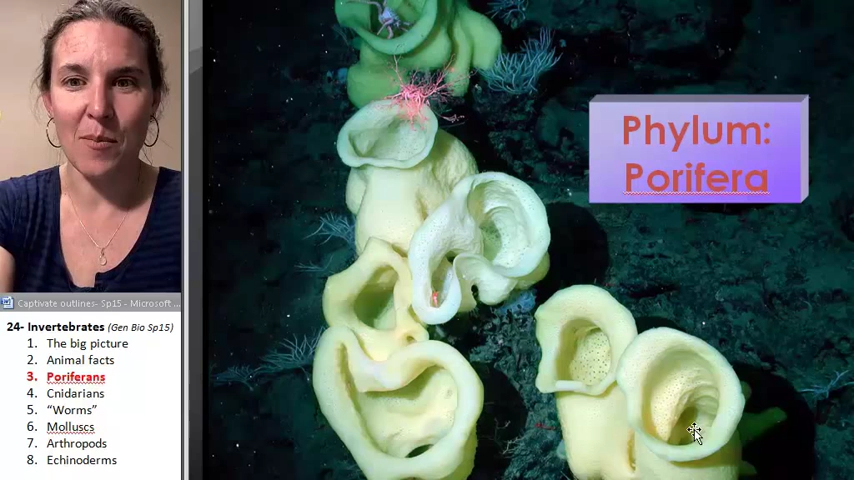 Phylum:
Porifera
Captivate outlines- Sp15 - Microsoft ...
24- Invertebrates (Gen Bio Sp15)
1. The big picture
2. Animal facts
3. Poriferans
4. Cnidarians
5. “Worms”
6. Molluscs
7. Arthropods
8. Echinoderms